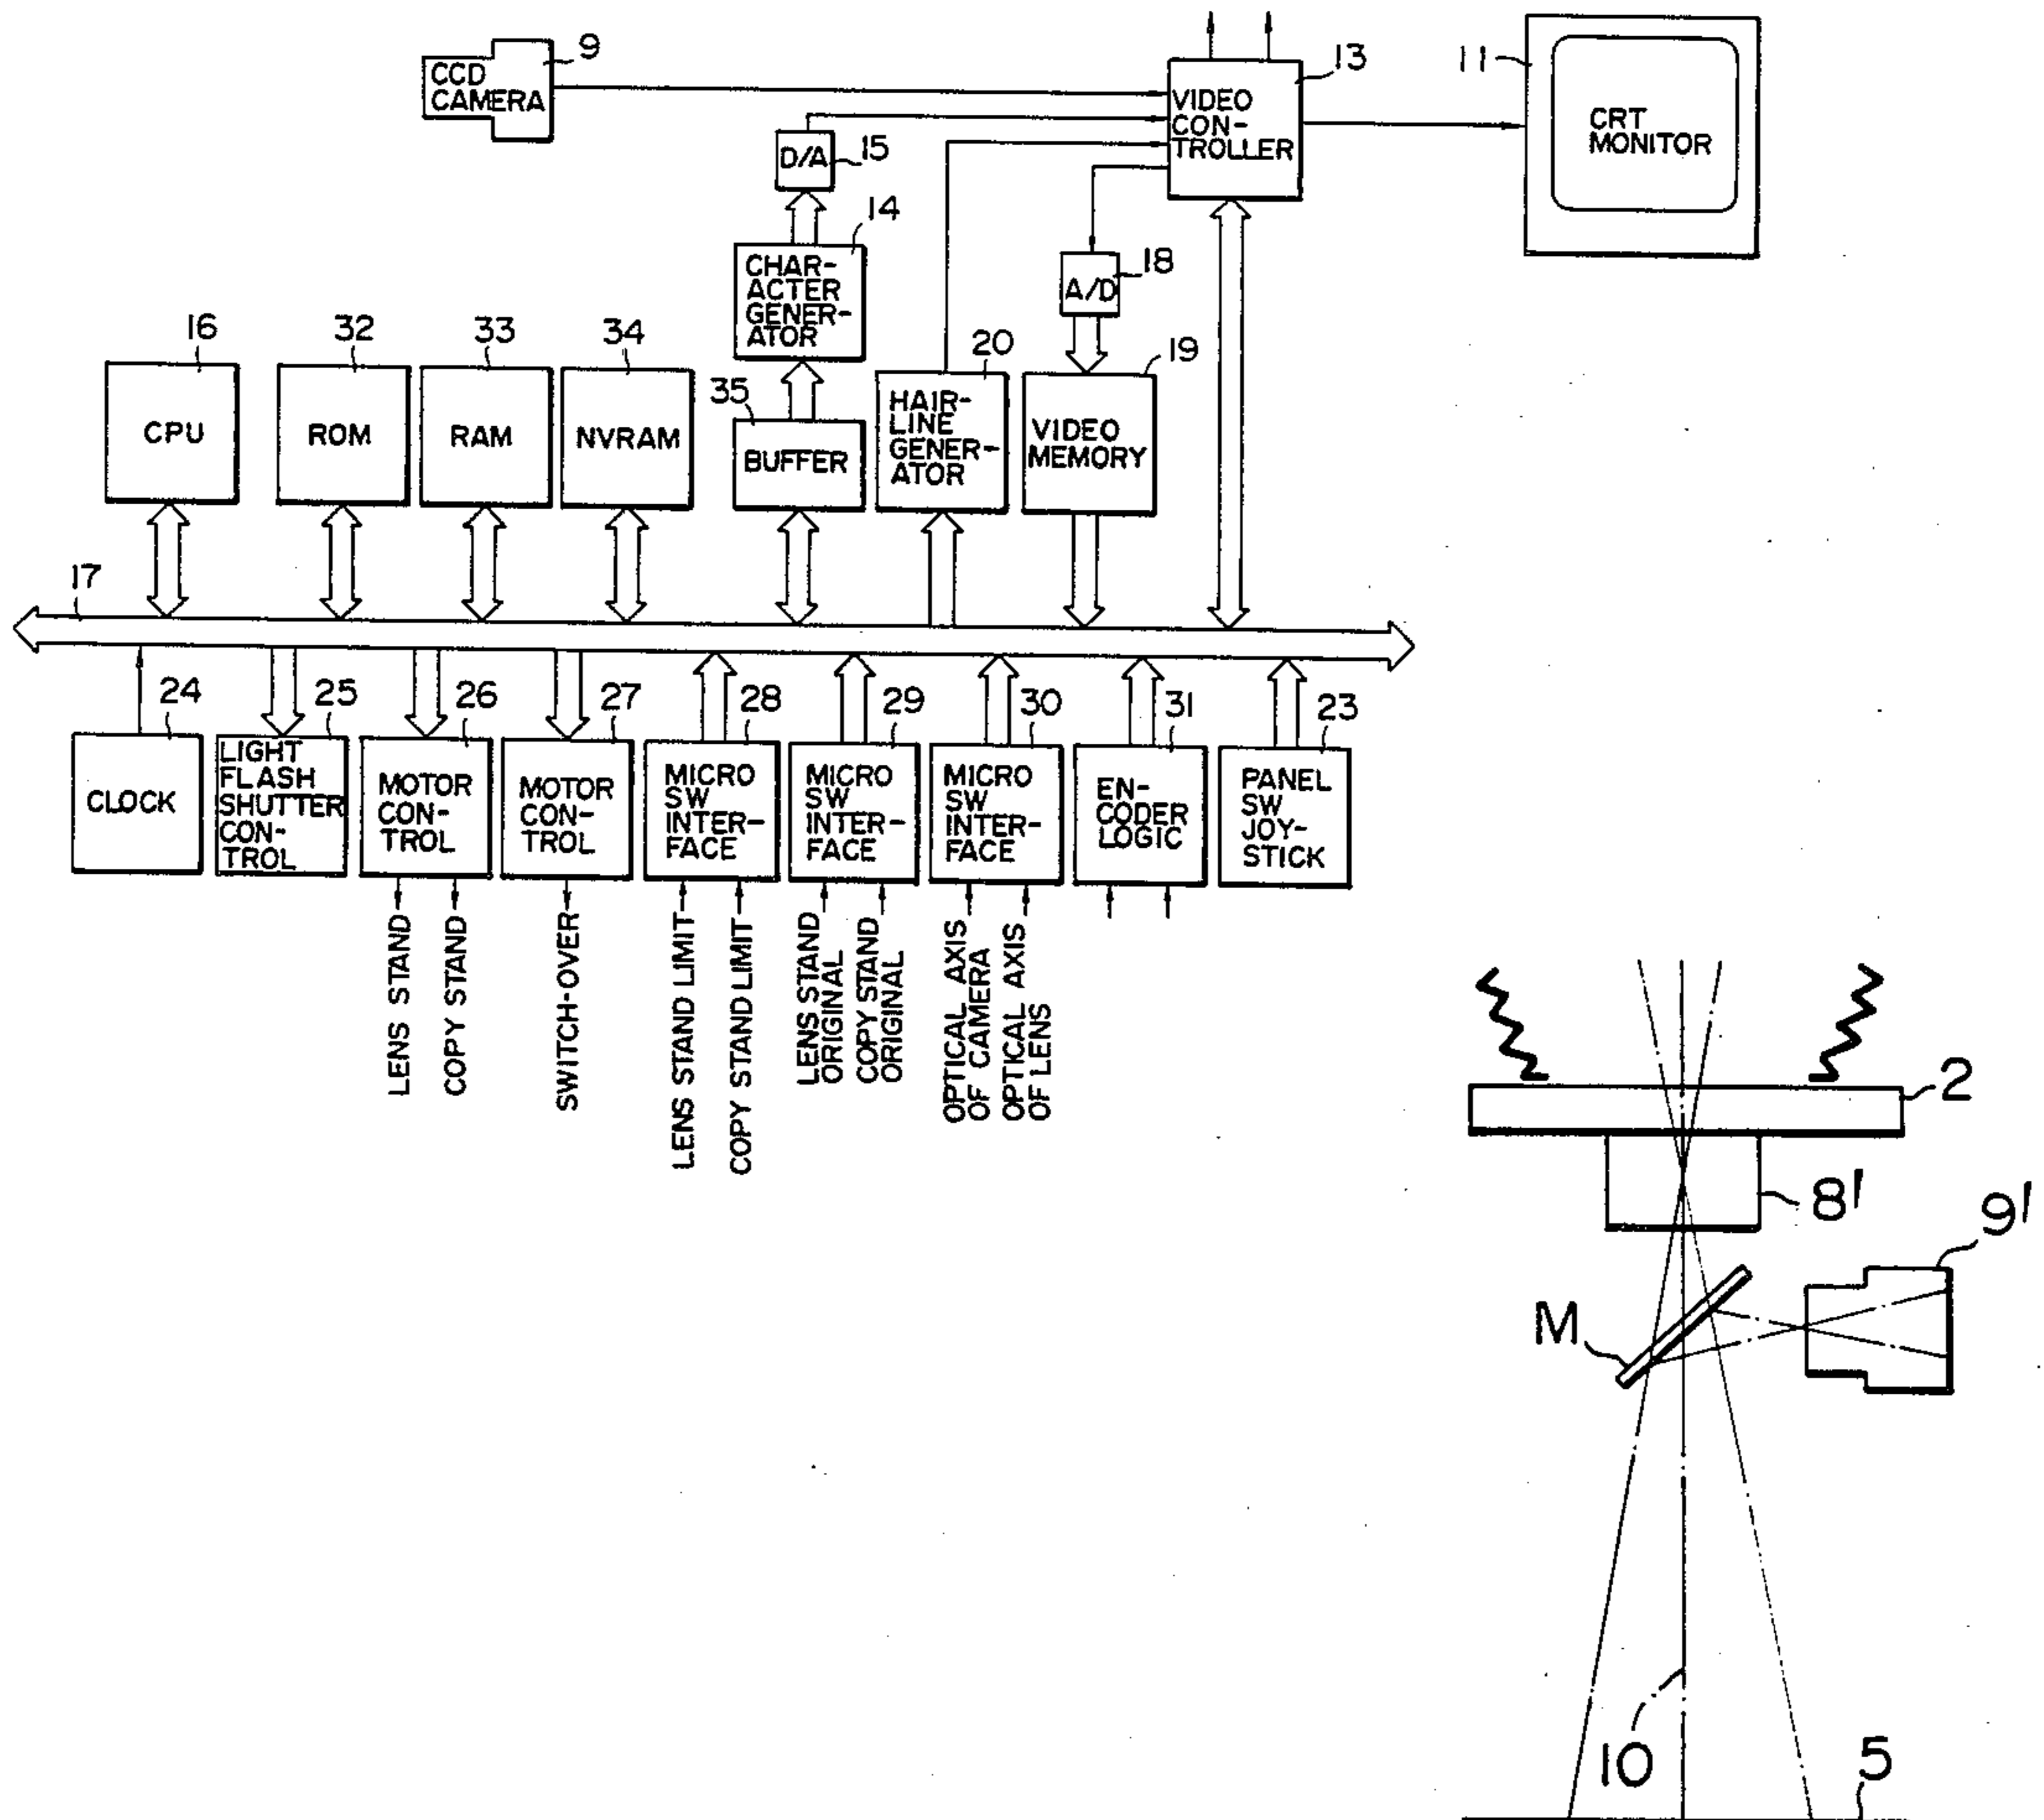 9
CCD
CAMERA
13
VIDEO
CON-
TROLLER
11
CRT
MONITOR
D/A
15
14
CHAR-
ACTER
GENER-
ATOR
18
A/D
16
CPU
32
ROM
33
RAM
34
NVRAM
35
BUFFER
20
HAIR-
LINE
GENER-
ATOR
19
VIDEO
MEMORY
17
24
CLOCK
25
LIGHT
FLASH
SHUTTER
CON-
TROL
26
MOTOR
CON-
TROL
27
MOTOR
CON-
TROL
28
MICRO
SW
INTER-
FACE
29
MICRO
SW
INTER-
FACE
30
MICRO
SW
INTER-
FACE
31
EN-
CODER
LOGIC
23
PANEL
SW
JOY-
STICK
LENS STAND
COPY STAND
SWITCH-OVER
LENS STAND LIMIT
COPY STAND LIMIT
LENS STAND
ORIGINAL
COPY STAND
ORIGINAL
OPTICAL AXIS
OF CAMERA
OPTICAL AXIS
OF LENS
2
8'
9'
M
10
5